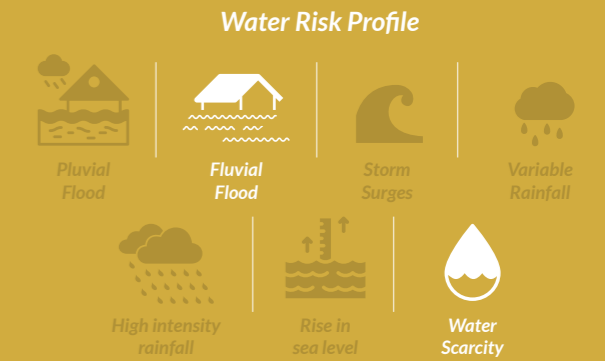 Water Risk Profile
Pluvial
Flood
Fluvial
Flood
Storm
Surges
Variable
Rainfall
High intensity
rainfall
Rise in
sea level
Water
Scarcity